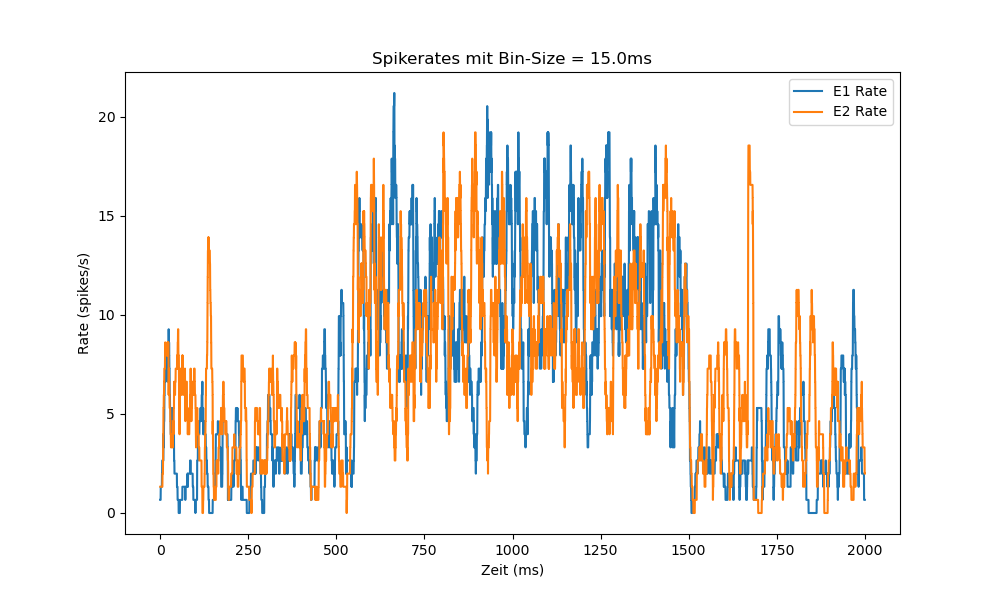 Spikerates mit Bin-Size = 15.0ms
E1 Rate
E2 Rate
Rate (spikes/s)
20
15
10
5
0
0 250 500 750 1000 1250 1500 1750 2000
Zeit (ms)